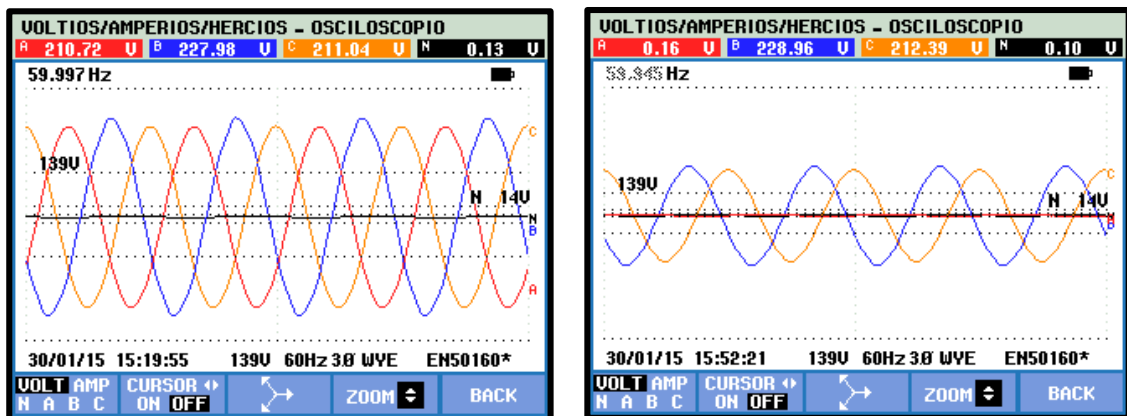 VOLTIOS/AMPERIOS/HERCIOS - OSCILOSCOPIO
A 210.72 V B 227.98 V C 211.04 V N 0.13 V
59.997 Hz
C
139V
N 14V
N
B
A
30/01/15 15:19:55 139V 60Hz 3Ø WYE EN50160*
VOLT AMP CURSOR ZOOM BACK
N A B C ON OFF
VOLTIOS/AMPERIOS/HERCIOS - OSCILOSCOPIO
A 0.16 V B 228.96 V C 212.39 V N 0.10 V
Hz
C
139V
N 14V
B
30/01/15 15:52:21 139V 60Hz 3Ø WYE EN50160*
VOLT AMP CURSOR ZOOM BACK
N A B C ON OFF